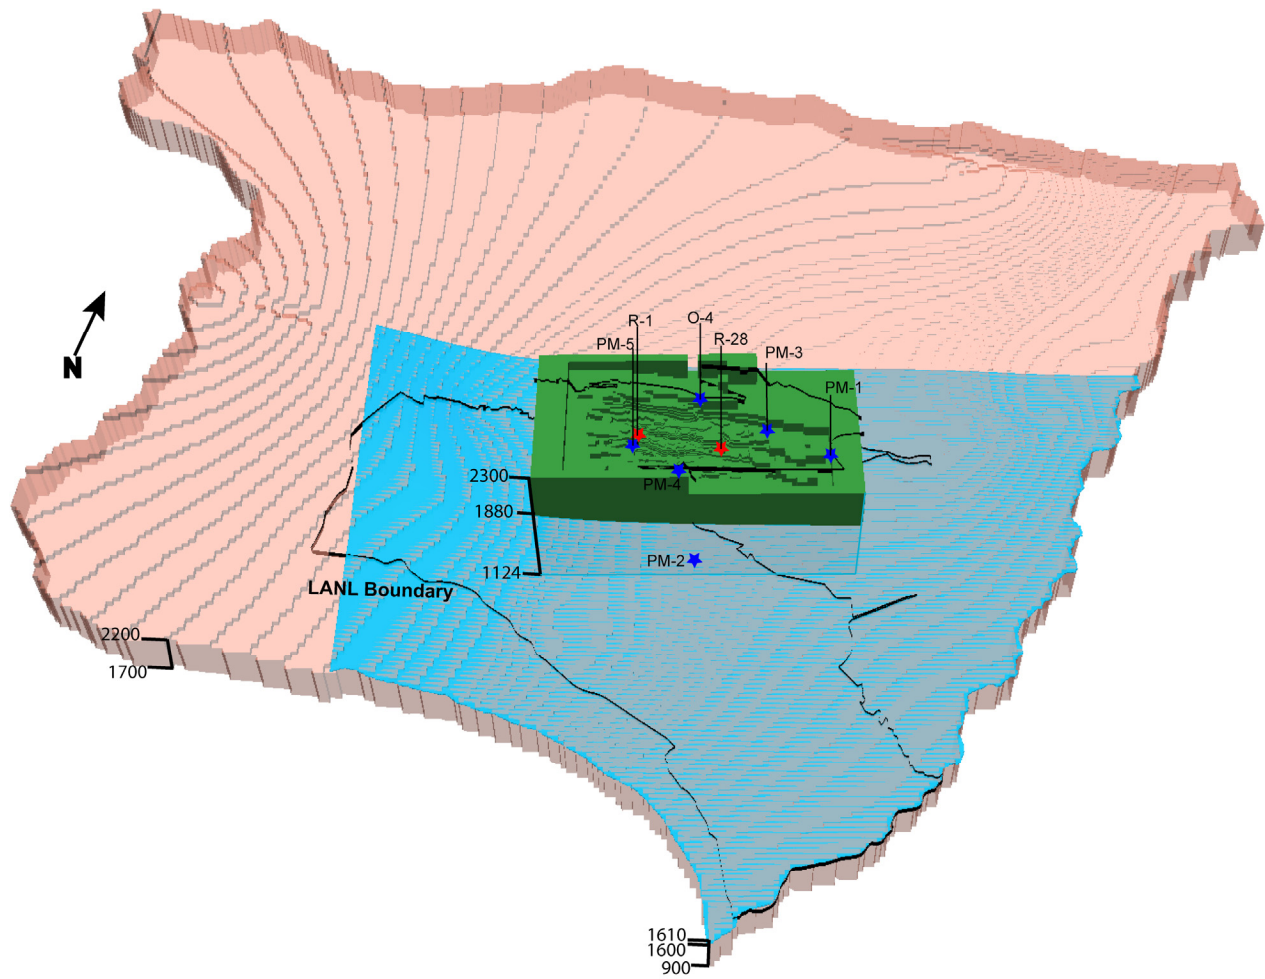 R-1
O-4
R-28
PM-5
PM-3
PM-1
N
2300
PM-4
1880
PM-2
1124
LANL Boundary
2200
1700
1610
1600
900